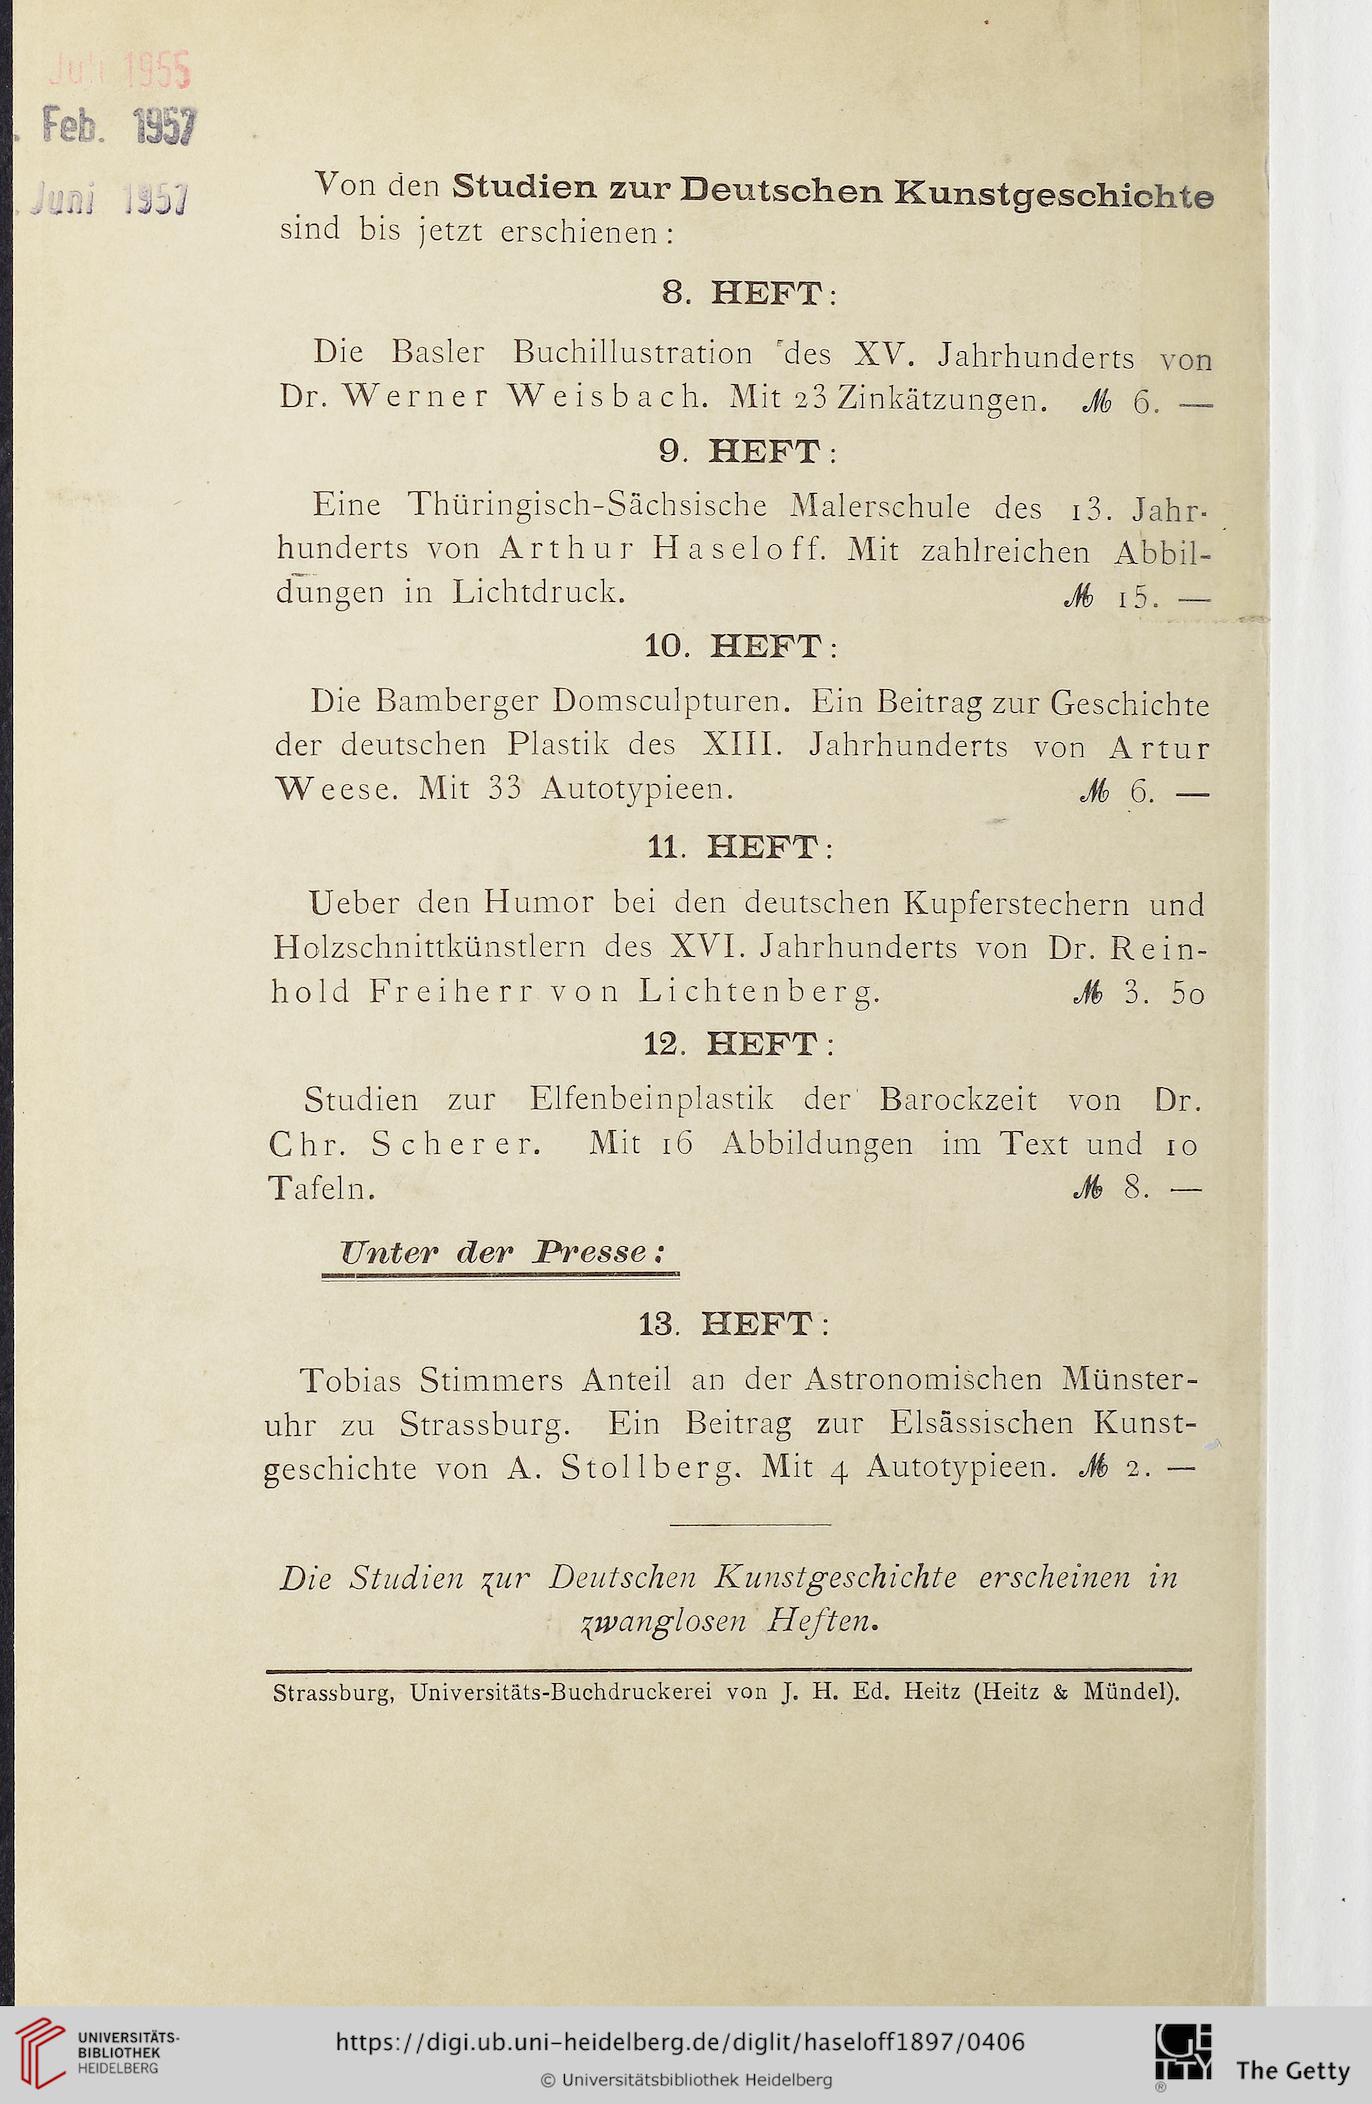 Juli 1955
. Feb. 1957
. Juni 1957
Von den Studien zur Deutschen Kunstgeschichte
sind bis jetzt erschienen:
8. HEFT:
Die Basler Buchillustration des XV. Jahrhunderts von
Dr. Werner Weisbach. Mit 23 Zinkätzungen. ℳ 6. —
9. HEFT:
Eine Thüringisch-Sächsische Malerschule des 13. Jahr-
hunderts von Arthur Haseloff. Mit zahlreichen Abbil-
dungen in Lichtdruck. ℳ 15. —
10. HEFT:
Die Bamberger Domsculpturen. Ein Beitrag zur Geschichte
der deutschen Plastik des XIII. Jahrhunderts von Artur
Weese. Mit 33 Autotypieen. ℳ 6. —
11. HEFT:
Ueber den Humor bei den deutschen Kupferstechern und
Holzschnittkünstlern des XVI. Jahrhunderts von Dr. Rein-
hold Freiherr von Lichtenberg. ℳ 3. 50
12. HEFT:
Studien zur Elfenbeinplastik der Barockzeit von Dr.
Chr. Scherer. Mit 16 Abbildungen im Text und 10
Tafeln. ℳ 8. —
Unter der Presse:
13. HEFT:
Tobias Stimmers Anteil an der Astronomischen Münster-
uhr zu Strassburg. Ein Beitrag zur Elsässischen Kunst-
geschichte von A. Stollberg. Mit 4 Autotypieen. ℳ 2. —
Die Studien zur Deutschen Kunstgeschichte erscheinen in
zwanglosen Heften.
Strassburg, Universitäts-Buchdruckerei von J. H. Ed. Heitz (Heitz & Mündel).
UNIVERSITÄTS-
BIBLIOTHEK
HEIDELBERG
https://digi.ub.uni-heidelberg.de/diglit/haseloff1897/0406
© Universitätsbibliothek Heidelberg
GETTY
®
The Getty